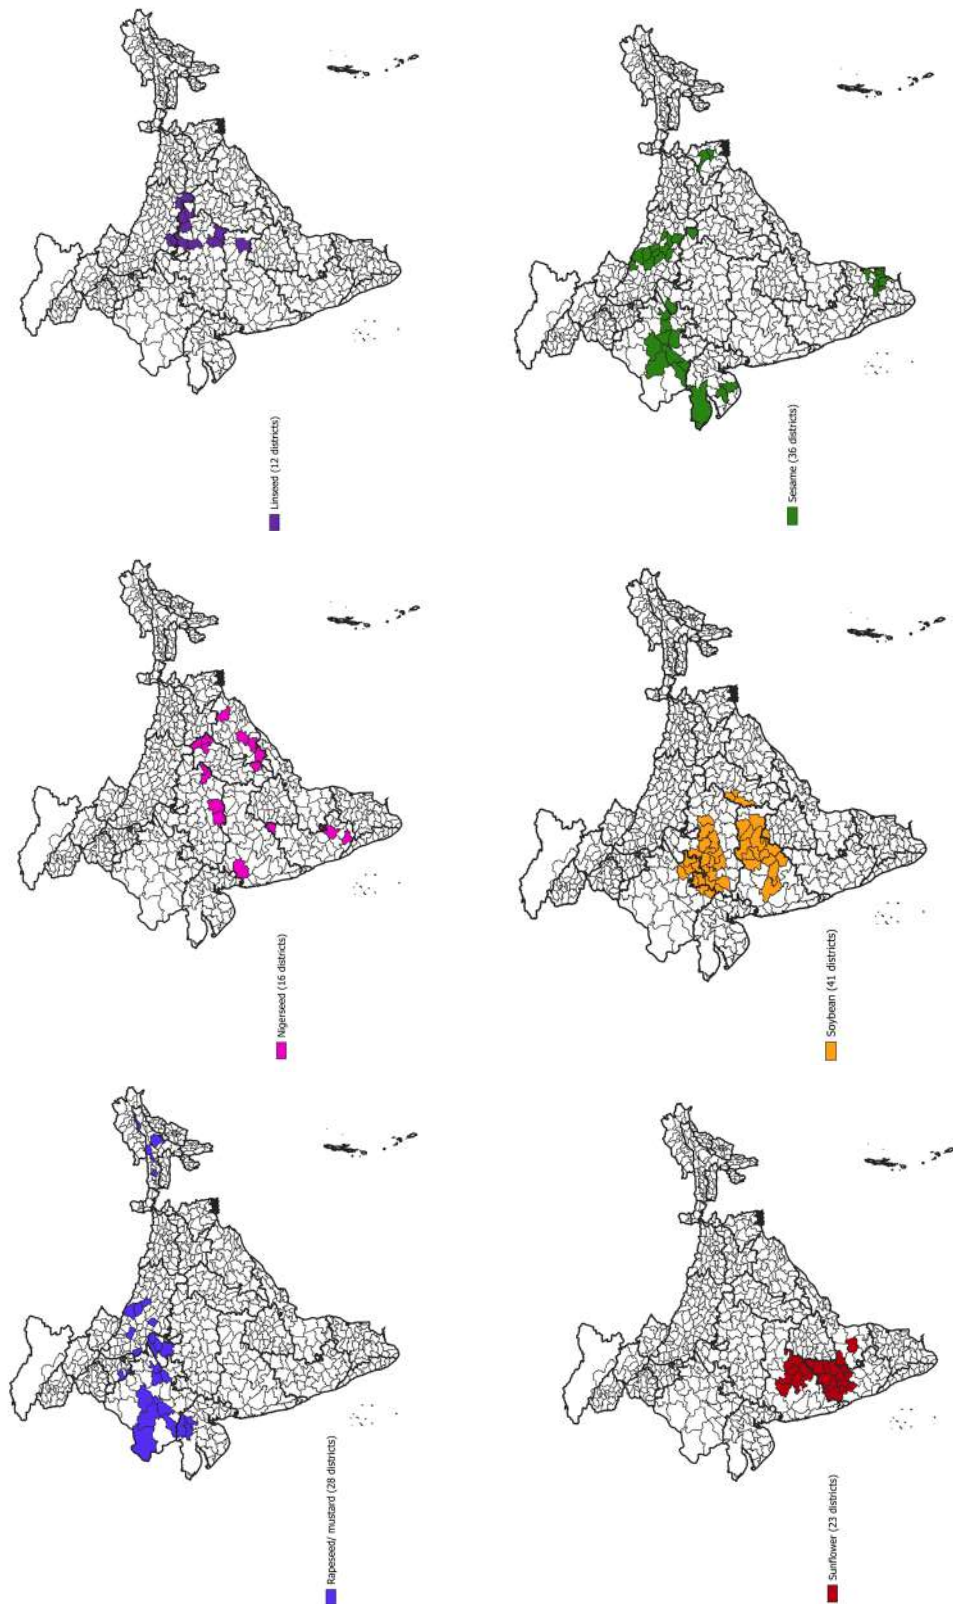 Rapeseed/ mustard (28 districts)
Nigerseed (16 districts)
Linseed (12 districts)
Sunflower (23 districts)
Soybean (41 districts)
Sesame (36 districts)